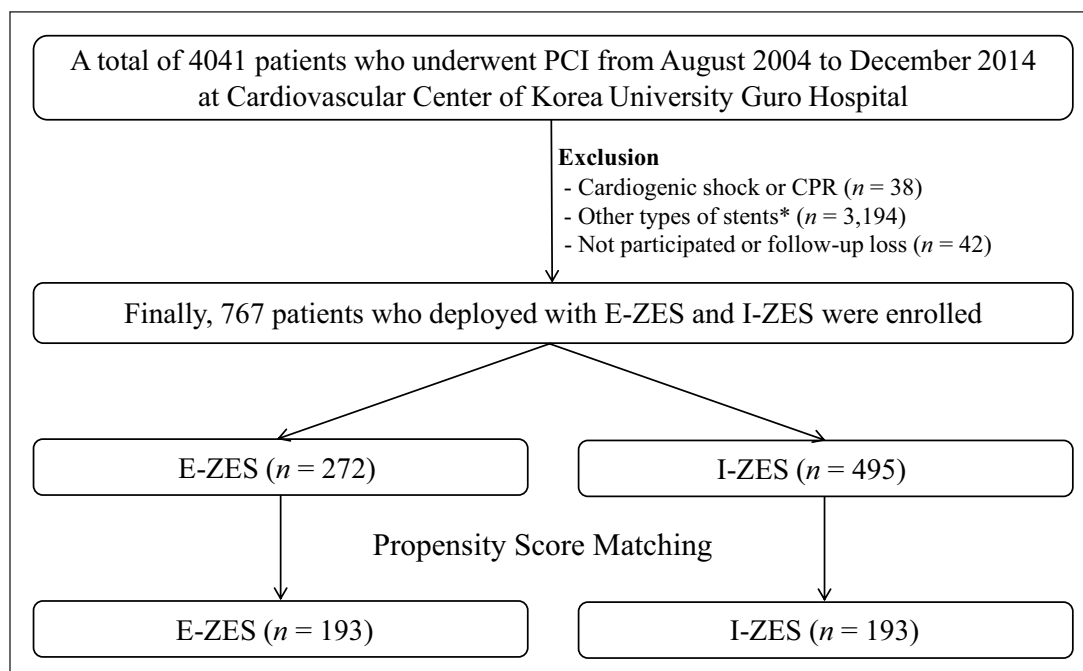 A total of 4041 patients who underwent PCI from August 2004 to December 2014
at Cardiovascular Center of Korea University Guro Hospital
Exclusion
- Cardiogenic shock or CPR (n = 38)
- Other types of stents* (n = 3,194)
- Not participated or follow-up loss (n = 42)
Finally, 767 patients who deployed with E-ZES and I-ZES were enrolled
E-ZES (n = 272)
I-ZES (n = 495)
Propensity Score Matching
E-ZES (n = 193)
I-ZES (n = 193)